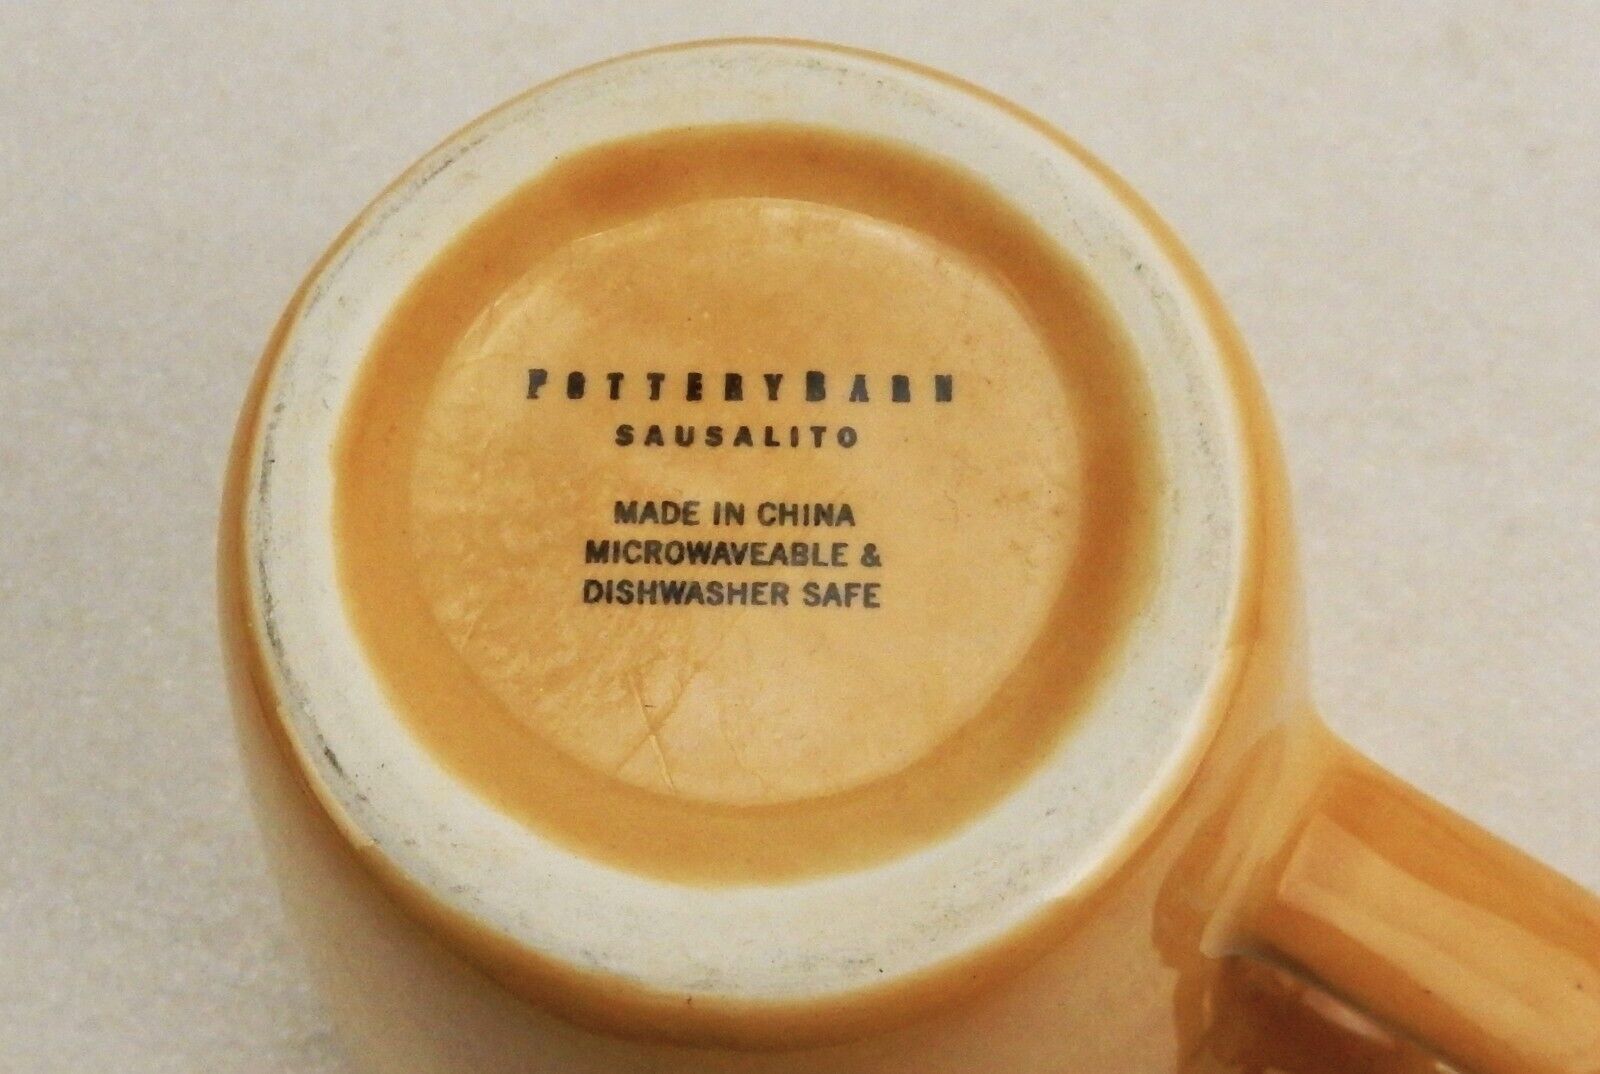 POTTERYBARN
SAUSALITO
MADE IN CHINA
MICROWAVEABLE &
DISHWASHER SAFE